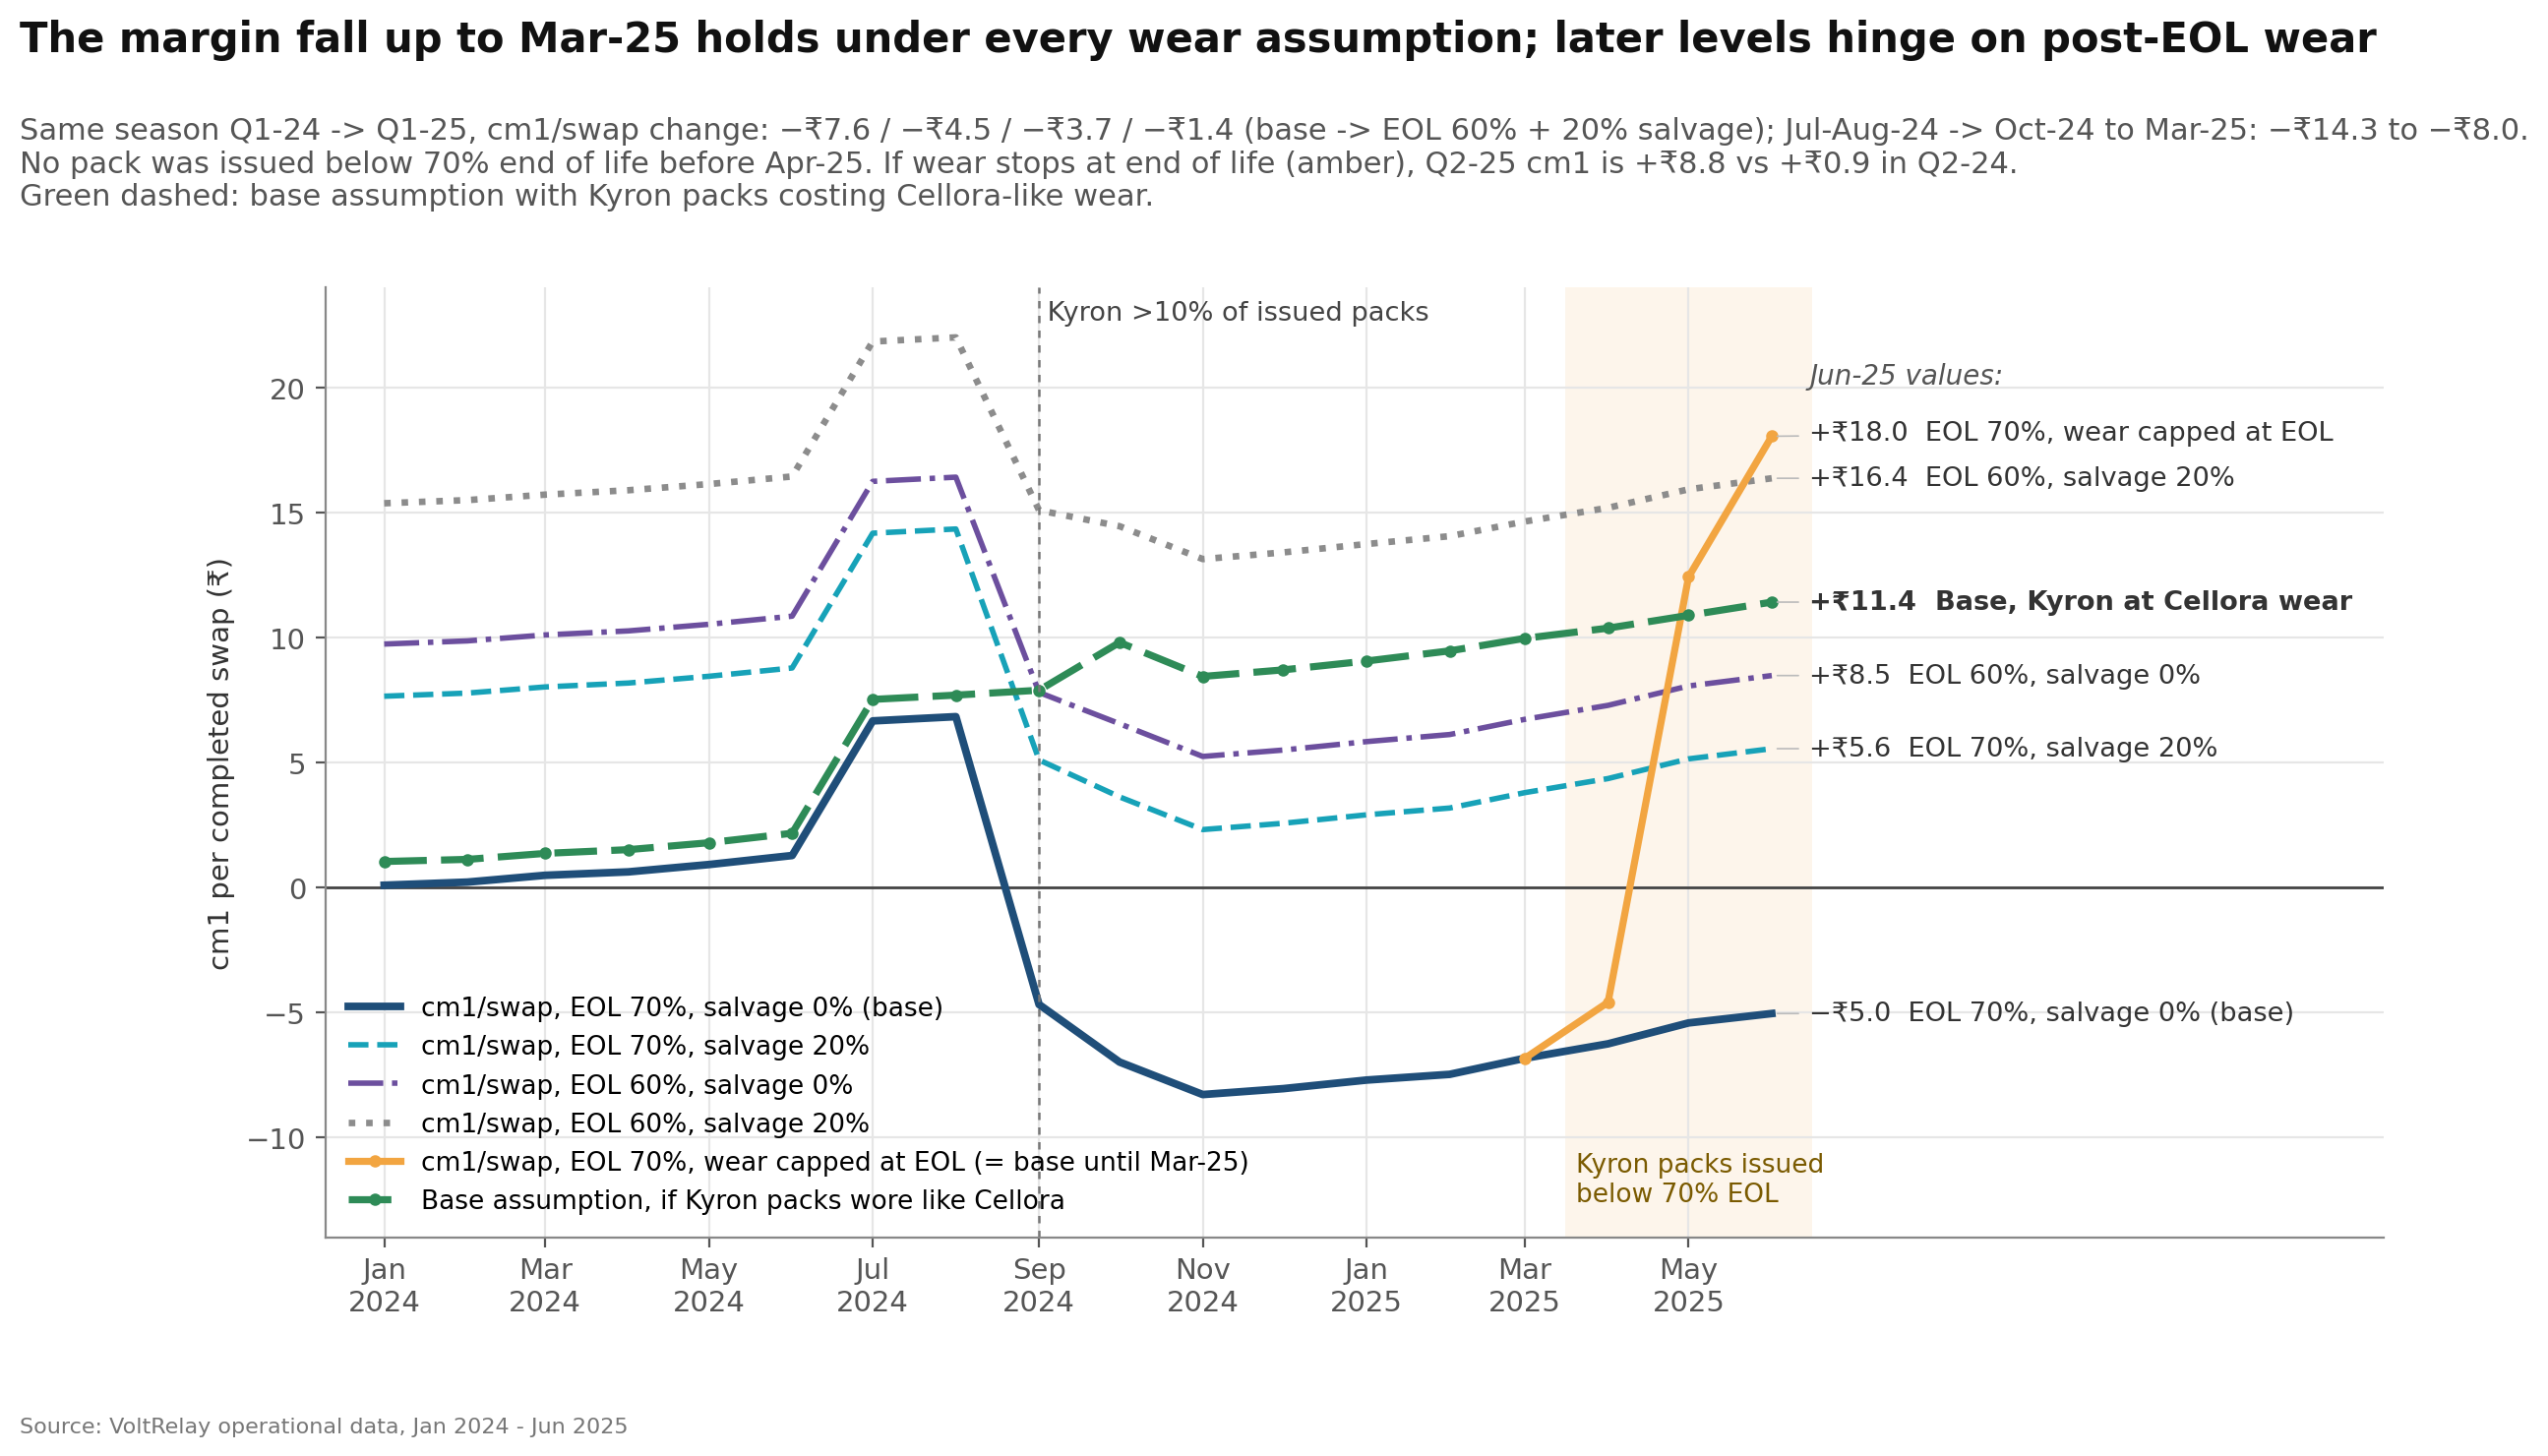 The margin fall up to Mar-25 holds under every wear assumption; later levels hinge on post-EOL wear
Same season Q1-24 -> Q1-25, cm1/swap change: −₹7.6 / −₹4.5 / −₹3.7 / −₹1.4 (base -> EOL 60% + 20% salvage); Jul-Aug-24 -> Oct-24 to Mar-25: −₹14.3 to −₹8.0.
No pack was issued below 70% end of life before Apr-25. If wear stops at end of life (amber), Q2-25 cm1 is +₹8.8 vs +₹0.9 in Q2-24.
Green dashed: base assumption with Kyron packs costing Cellora-like wear.
Kyron >10% of issued packs
Jun-25 values:
+₹18.0 EOL 70%, wear capped at EOL
+₹16.4 EOL 60%, salvage 20%
+₹11.4 Base, Kyron at Cellora wear
+₹8.5 EOL 60%, salvage 0%
+₹5.6 EOL 70%, salvage 20%
−₹5.0 EOL 70%, salvage 0% (base)
cm1 per completed swap (₹)
20
15
10
5
0
−5
−10
cm1/swap, EOL 70%, salvage 0% (base)
cm1/swap, EOL 70%, salvage 20%
cm1/swap, EOL 60%, salvage 0%
cm1/swap, EOL 60%, salvage 20%
cm1/swap, EOL 70%, wear capped at EOL (= base until Mar-25)
Base assumption, if Kyron packs wore like Cellora
Kyron packs issued
below 70% EOL
Jan
2024
Mar
2024
May
2024
Jul
2024
Sep
2024
Nov
2024
Jan
2025
Mar
2025
May
2025
Source: VoltRelay operational data, Jan 2024 - Jun 2025